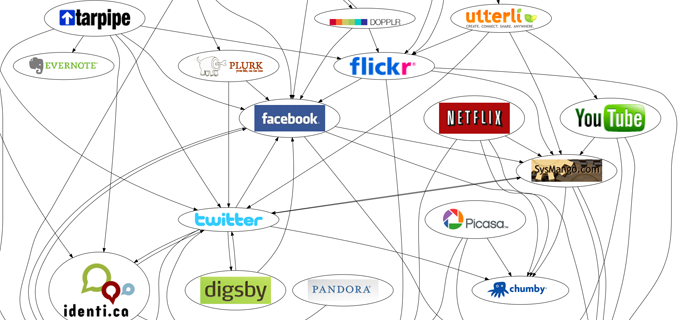 tarpipe
DOPPLR
utterli
CREATE. CONNECT. SHARE. ANYWHERE.
EVERNOTE
PLURK
flickr
facebook
NETFLIX
YouTube
SysMango.com
twitter
Picasa
digsby
PANDORA
chumby
identi.ca